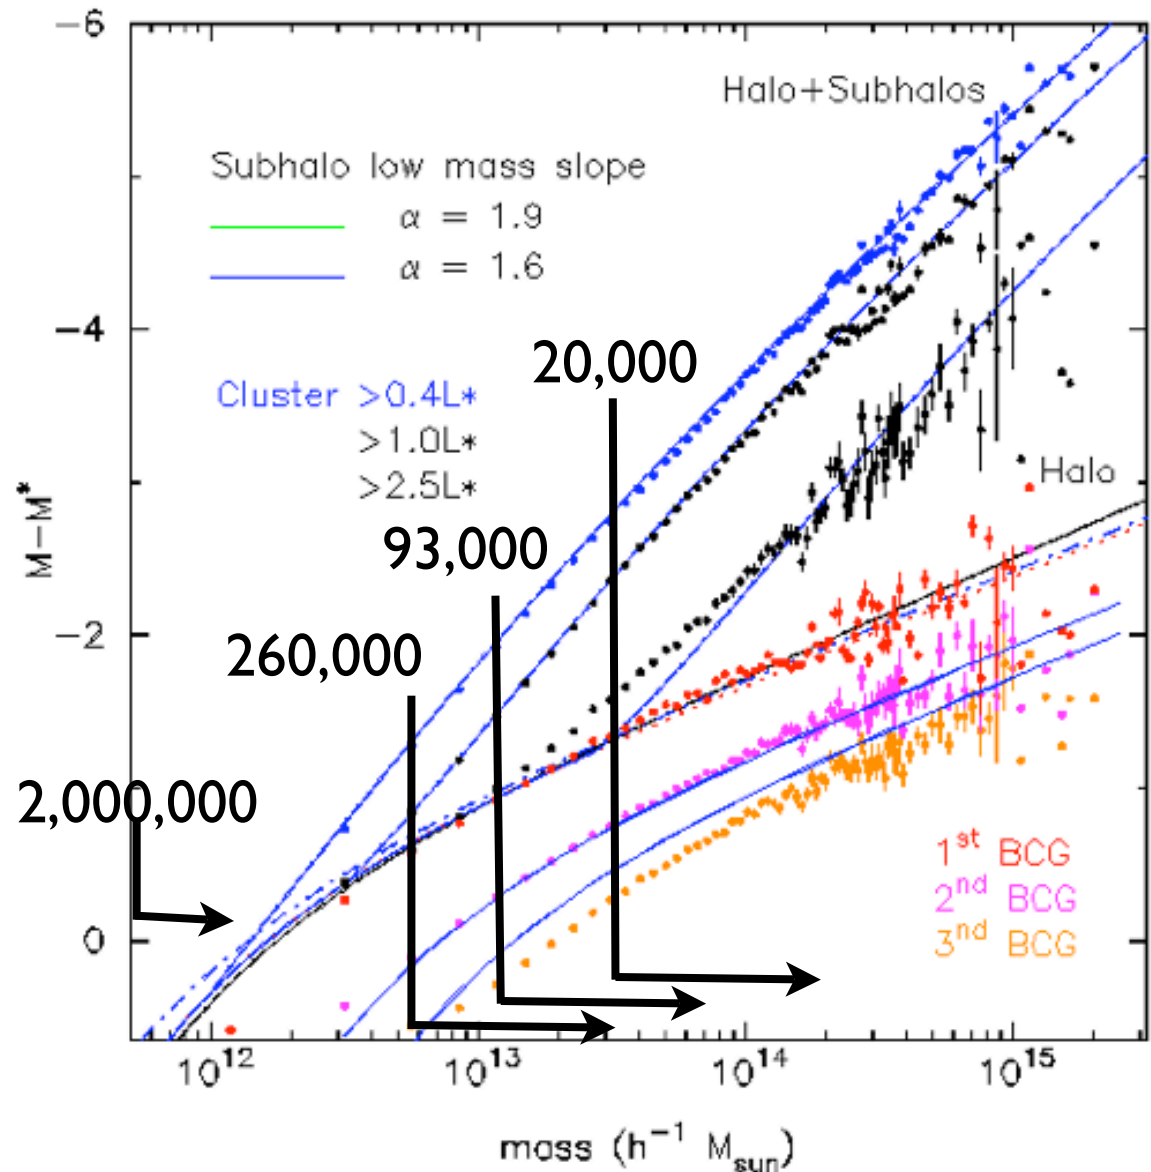 −6
Halo+Subhalos
Subhalo low mass slope
α = 1.9
α = 1.6
−4
20,000
Cluster >0.4L*
>1.0L*
>2.5L*
Halo
M−M*
93,000
−2
260,000
2,000,000
1st BCG
2nd BCG
3nd BCG
0
10^12
10^13
10^14
10^15
mass (h^−1 M_sun)